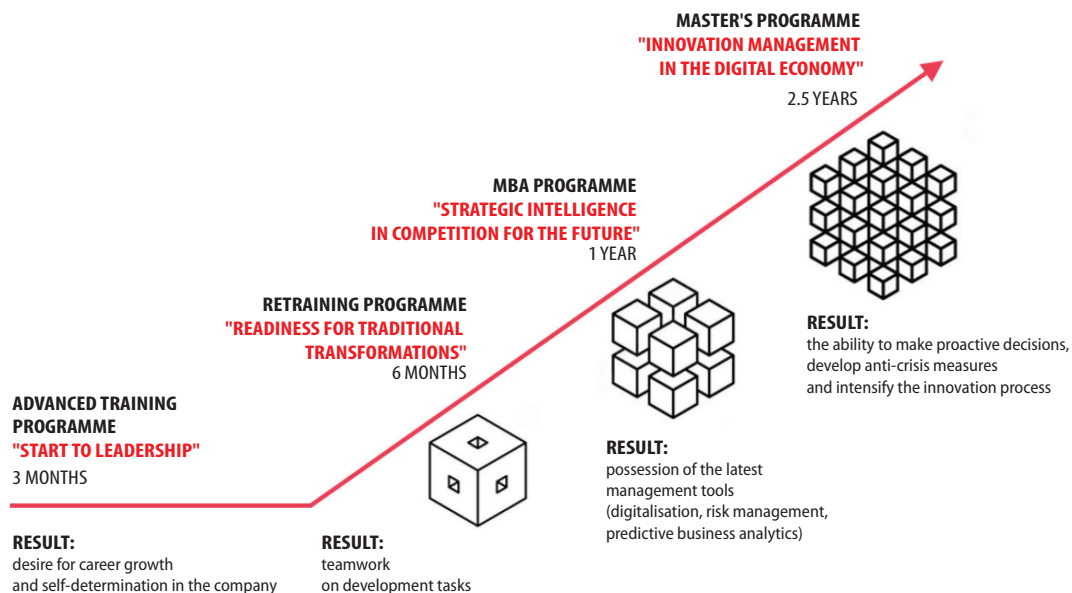 MASTER'S PROGRAMME
"INNOVATION MANAGEMENT
IN THE DIGITAL ECONOMY"
2.5 YEARS
MBA PROGRAMME
"STRATEGIC INTELLIGENCE
IN COMPETITION FOR THE FUTURE"
1 YEAR
RETRAINING PROGRAMME
"READINESS FOR TRADITIONAL
TRANSFORMATIONS"
6 MONTHS
ADVANCED TRAINING
PROGRAMME
"START TO LEADERSHIP"
3 MONTHS
RESULT:
desire for career growth
and self-determination in the company
RESULT:
teamwork
on development tasks
RESULT:
possession of the latest
management tools
(digitalisation, risk management,
predictive business analytics)
RESULT:
the ability to make proactive decisions,
develop anti-crisis measures
and intensify the innovation process